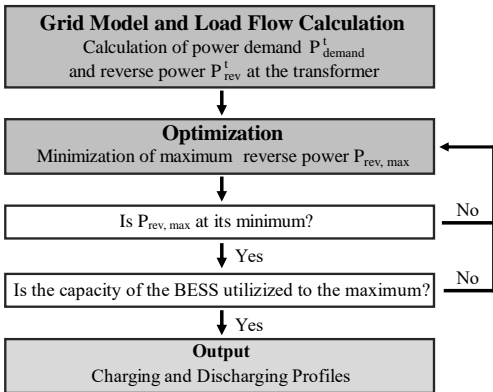 Grid Model and Load Flow Calculation
Calculation of power demand P^t_demand
and reverse power P^t_rev at the transformer
Optimization
Minimization of maximum reverse power P_rev, max
Is P_rev, max at its minimum?
No
Yes
Is the capacity of the BESS utilizized to the maximum?
No
Yes
Output
Charging and Discharging Profiles